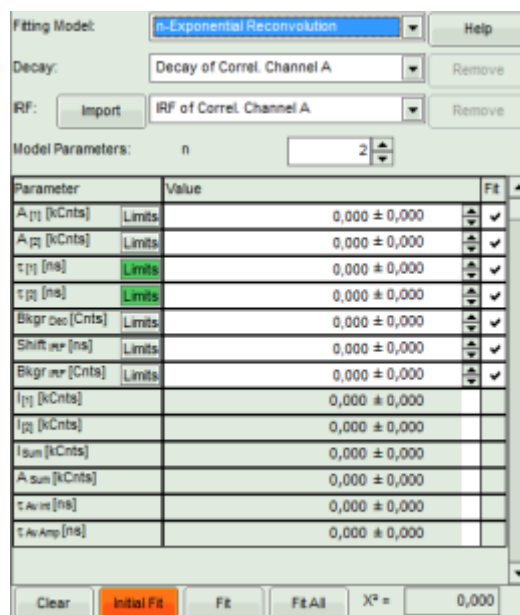 Fitting Model: n-Exponential Reconvolution Help
Decay: Decay of Correl. Channel A Remove
IRF: Import IRF of Correl. Channel A Remove
Model Parameters: n 2
Parameter Value Fit
A [1] [kCnts] Limits 0,000 ± 0,000
A [2] [kCnts] Limits 0,000 ± 0,000
τ [1] [ns] Limits 0,000 ± 0,000
τ [2] [ns] Limits 0,000 ± 0,000
Bkgr Dec [Cnts] Limits 0,000 ± 0,000
Shift IRF [ns] Limits 0,000 ± 0,000
Bkgr IRF [Cnts] Limits 0,000 ± 0,000
I [1] [kCnts] 0,000 ± 0,000
I [2] [kCnts] 0,000 ± 0,000
I Sum [kCnts] 0,000 ± 0,000
A Sum [kCnts] 0,000 ± 0,000
τ Av Int [ns] 0,000 ± 0,000
τ Av Amp [ns] 0,000 ± 0,000
Clear Initial Fit Fit Fit All X² = 0,000